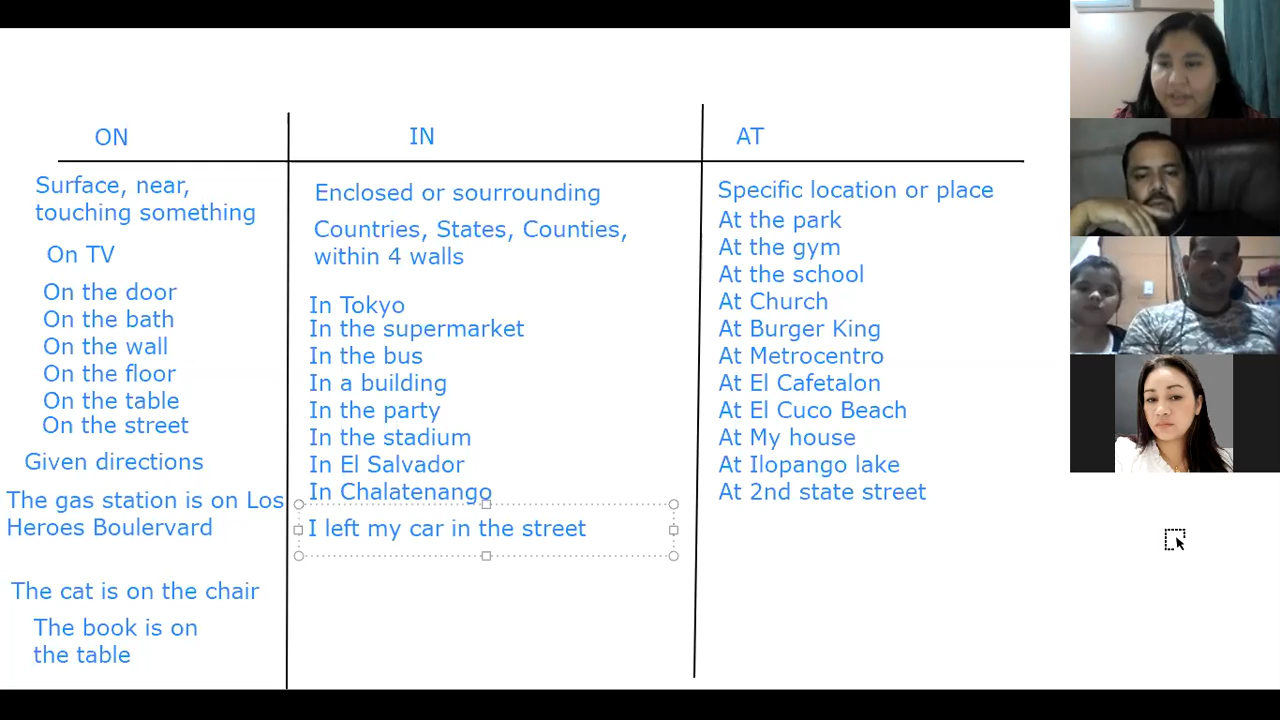 ON
Surface, near,
touching something
On TV
On the door
On the bath
On the wall
On the floor
On the table
On the street
Given directions
The gas station is on Los
Heroes Boulervard
The cat is on the chair
The book is on
the table
IN
Enclosed or sourrounding
Countries, States, Counties,
within 4 walls
In Tokyo
In the supermarket
In the bus
In a building
In the party
In the stadium
In El Salvador
In Chalatenango
I left my car in the street
AT
Specific location or place
At the park
At the gym
At the school
At Church
At Burger King
At Metrocentro
At El Cafetalon
At El Cuco Beach
At My house
At Ilopango lake
At 2nd state street